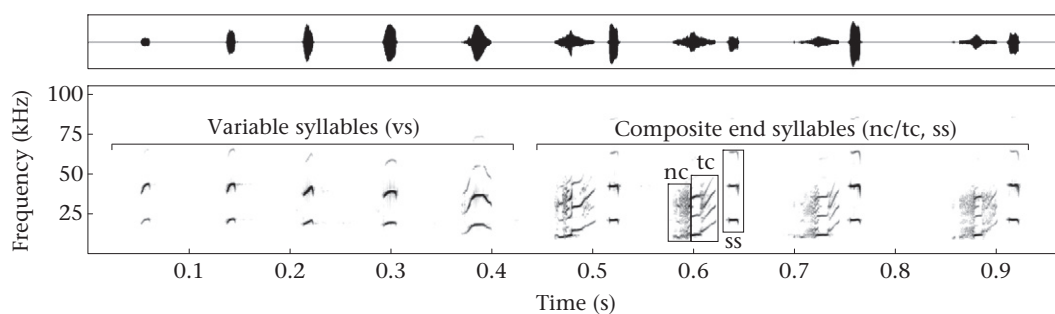 100
75
50
25
Frequency (kHz)
Variable syllables (vs)
Composite end syllables (nc/tc, ss)
nc
tc
ss
0.1 0.2 0.3 0.4 0.5 0.6 0.7 0.8 0.9
Time (s)